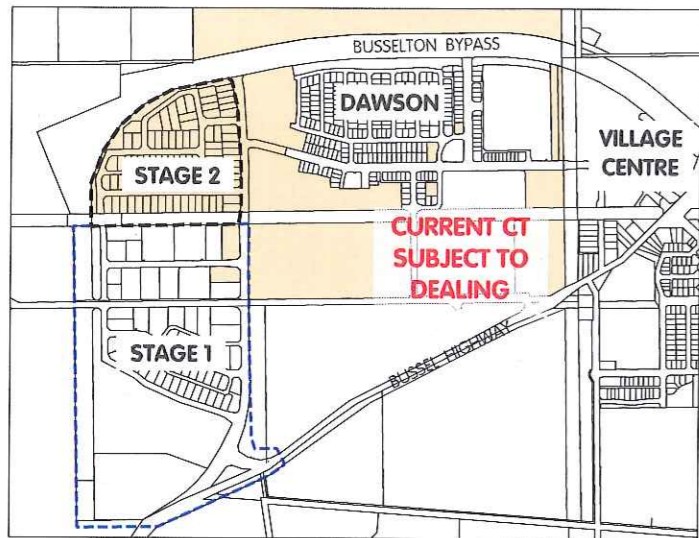 BUSSELTON BYPASS
DAWSON
VILLAGE
CENTRE
STAGE 2
CURRENT CT
SUBJECT TO
DEALING
STAGE 1
BUSSEL HIGHWAY